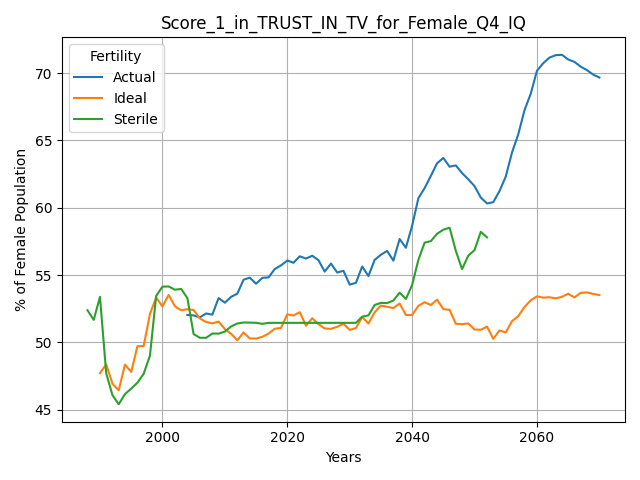 Score_1_in_TRUST_IN_TV_for_Female_Q4_IQ
Fertility
Actual
Ideal
Sterile
% of Female Population
70
65
60
55
50
45
2000
2020
2040
2060
Years